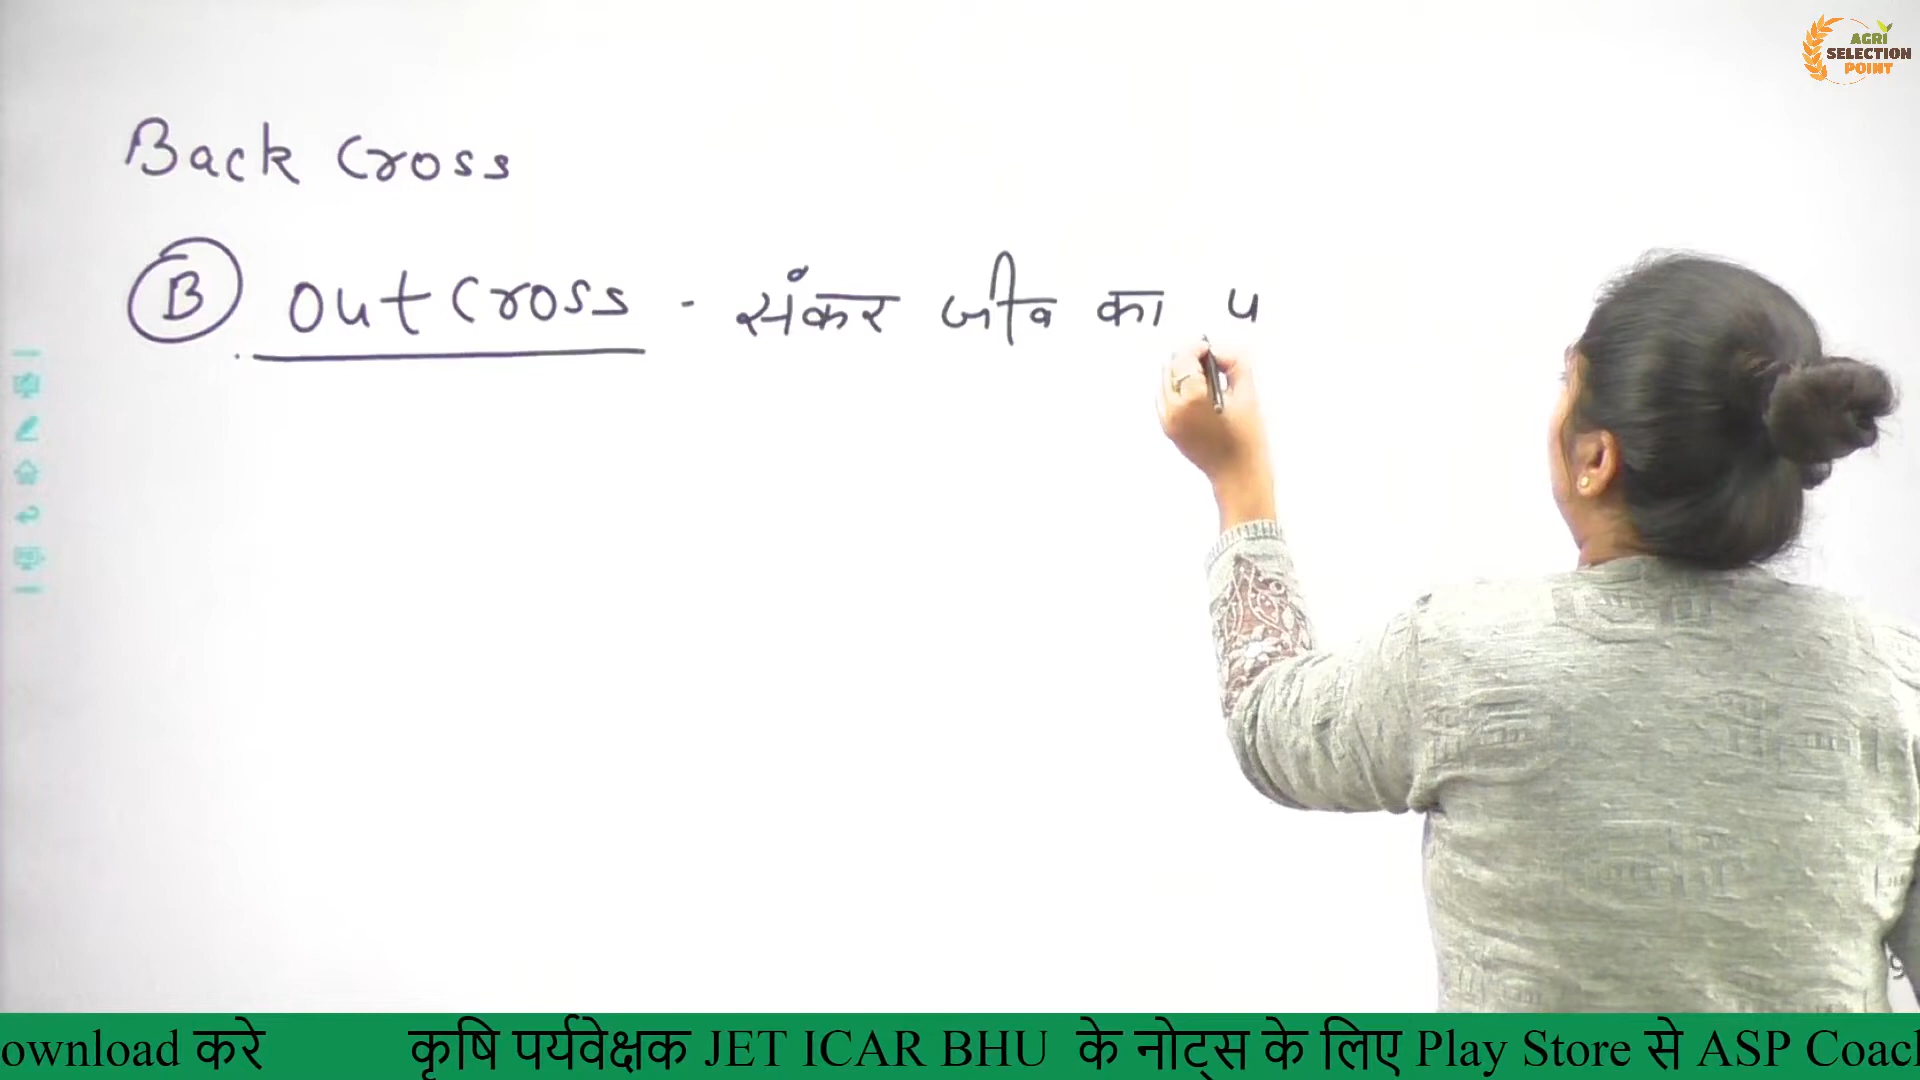 AGRI
SELECTION
POINT
Back Cross
B Out Cross - संकर जीव का प
ownload करे कृषि पर्यवेक्षक JET ICAR BHU के नोट्स के लिए Play Store से ASP Coac